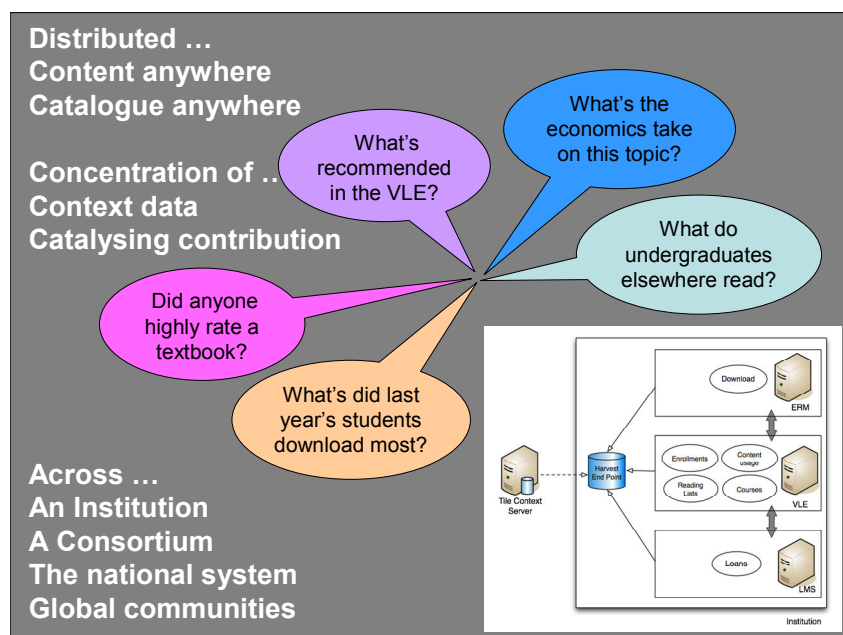 Distributed …
Content anywhere
Catalogue anywhere
Concentration of ..
Context data
Catalysing contribution
What's
recommended
in the VLE?
What's the
economics take
on this topic?
What do
undergraduates
elsewhere read?
Did anyone
highly rate a
textbook?
What's did last
year's students
download most?
Across …
An Institution
A Consortium
The national system
Global communities
Download
ERM
Enrollments
Content
usage
Reading
Lists
Courses
VLE
Loans
LMS
Harvest
End Point
Tile Context
Server
Institution